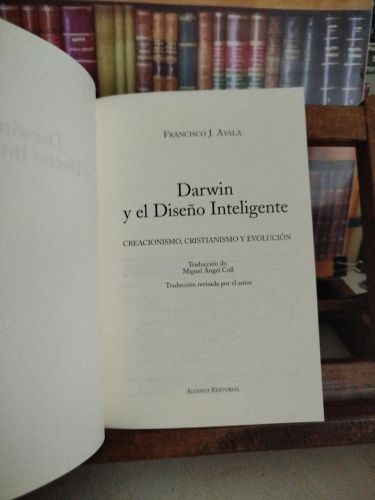 FRANCISCO J. AYALA
Darwin
y el Diseño Inteligente
CREACIONISMO, CRISTIANISMO Y EVOLUCIÓN
Traducción de:
Miguel Ángel Coll
Traducción revisada por el autor
ALIANZA EDITORIAL